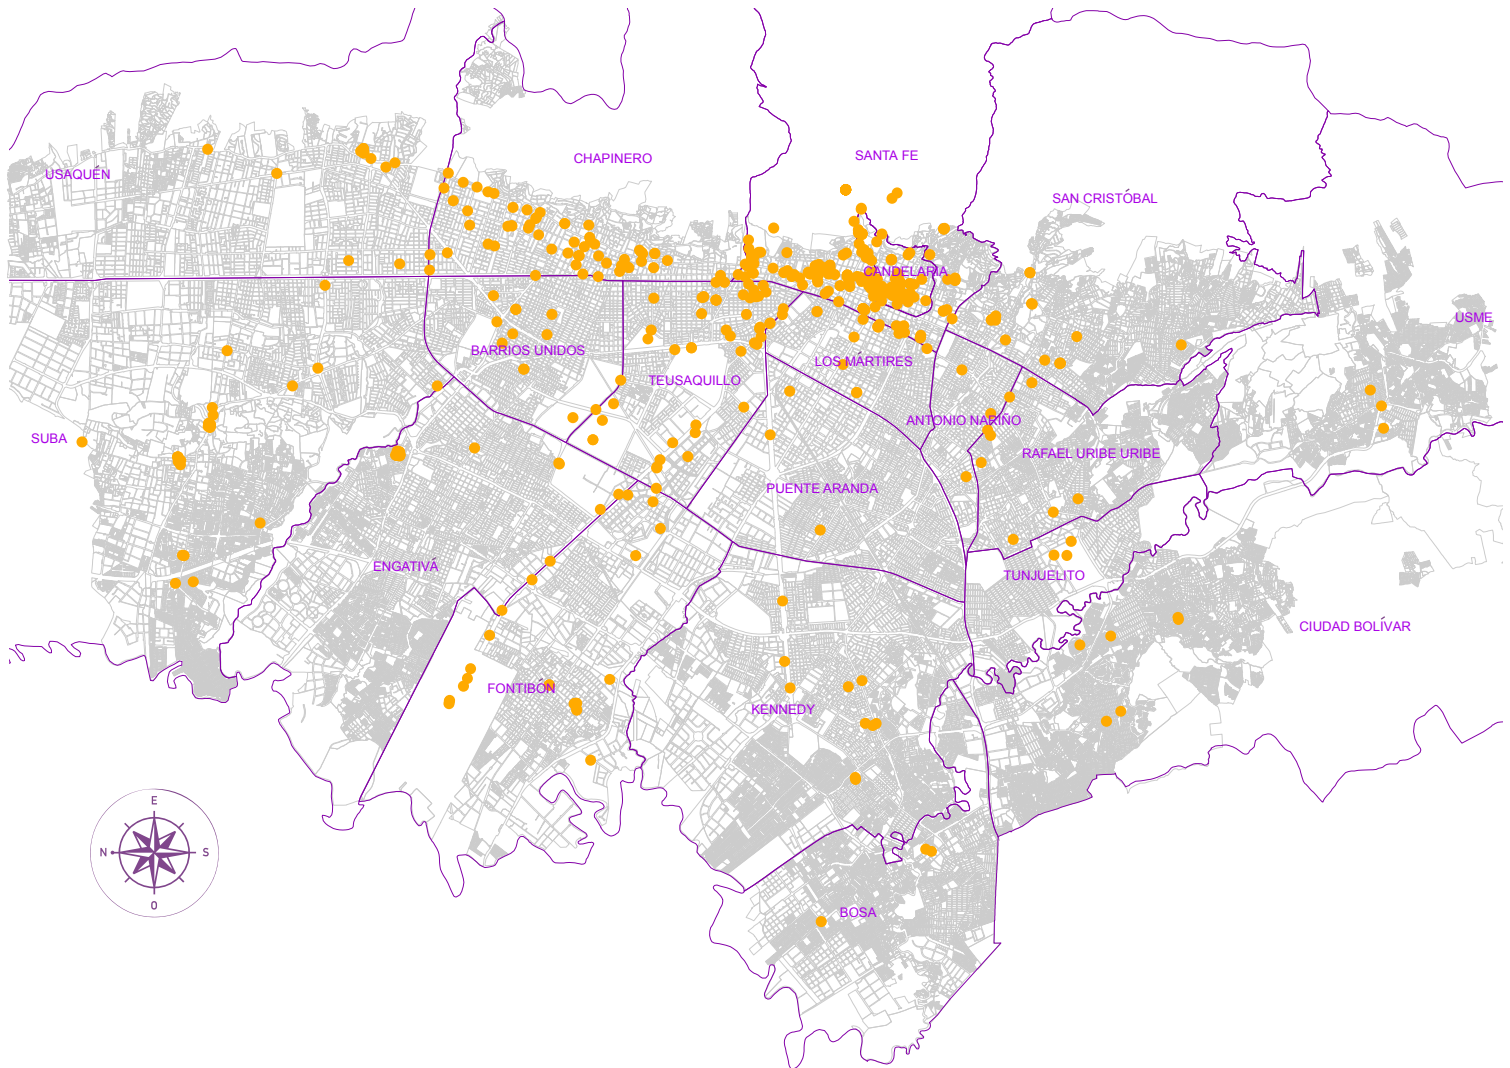 CHAPINERO
SANTA FE
USAQUÉN
SAN CRISTÓBAL
CANDELARIA
USME
BARRIOS UNIDOS
LOS MÁRTIRES
TEUSAQUILLO
ANTONIO NARIÑO
SUBA
RAFAEL URIBE URIBE
PUENTE ARANDA
ENGATIVÁ
TUNJUELITO
CIUDAD BOLÍVAR
FONTIBÓN
KENNEDY
E
N
S
O
BOSA